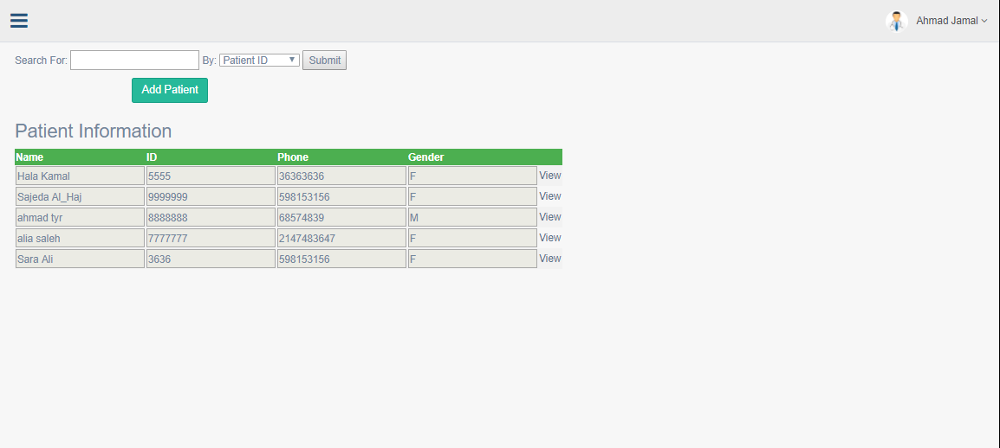 Ahmad Jamal
Search For: By: Patient ID Submit
Add Patient
Patient Information
Name ID Phone Gender
Hala Kamal 5555 36363636 F View
Sajeda Al_Haj 9999999 598153156 F View
ahmad tyr 8888888 68574839 M View
alia saleh 7777777 2147483647 F View
Sara Ali 3636 598153156 F View